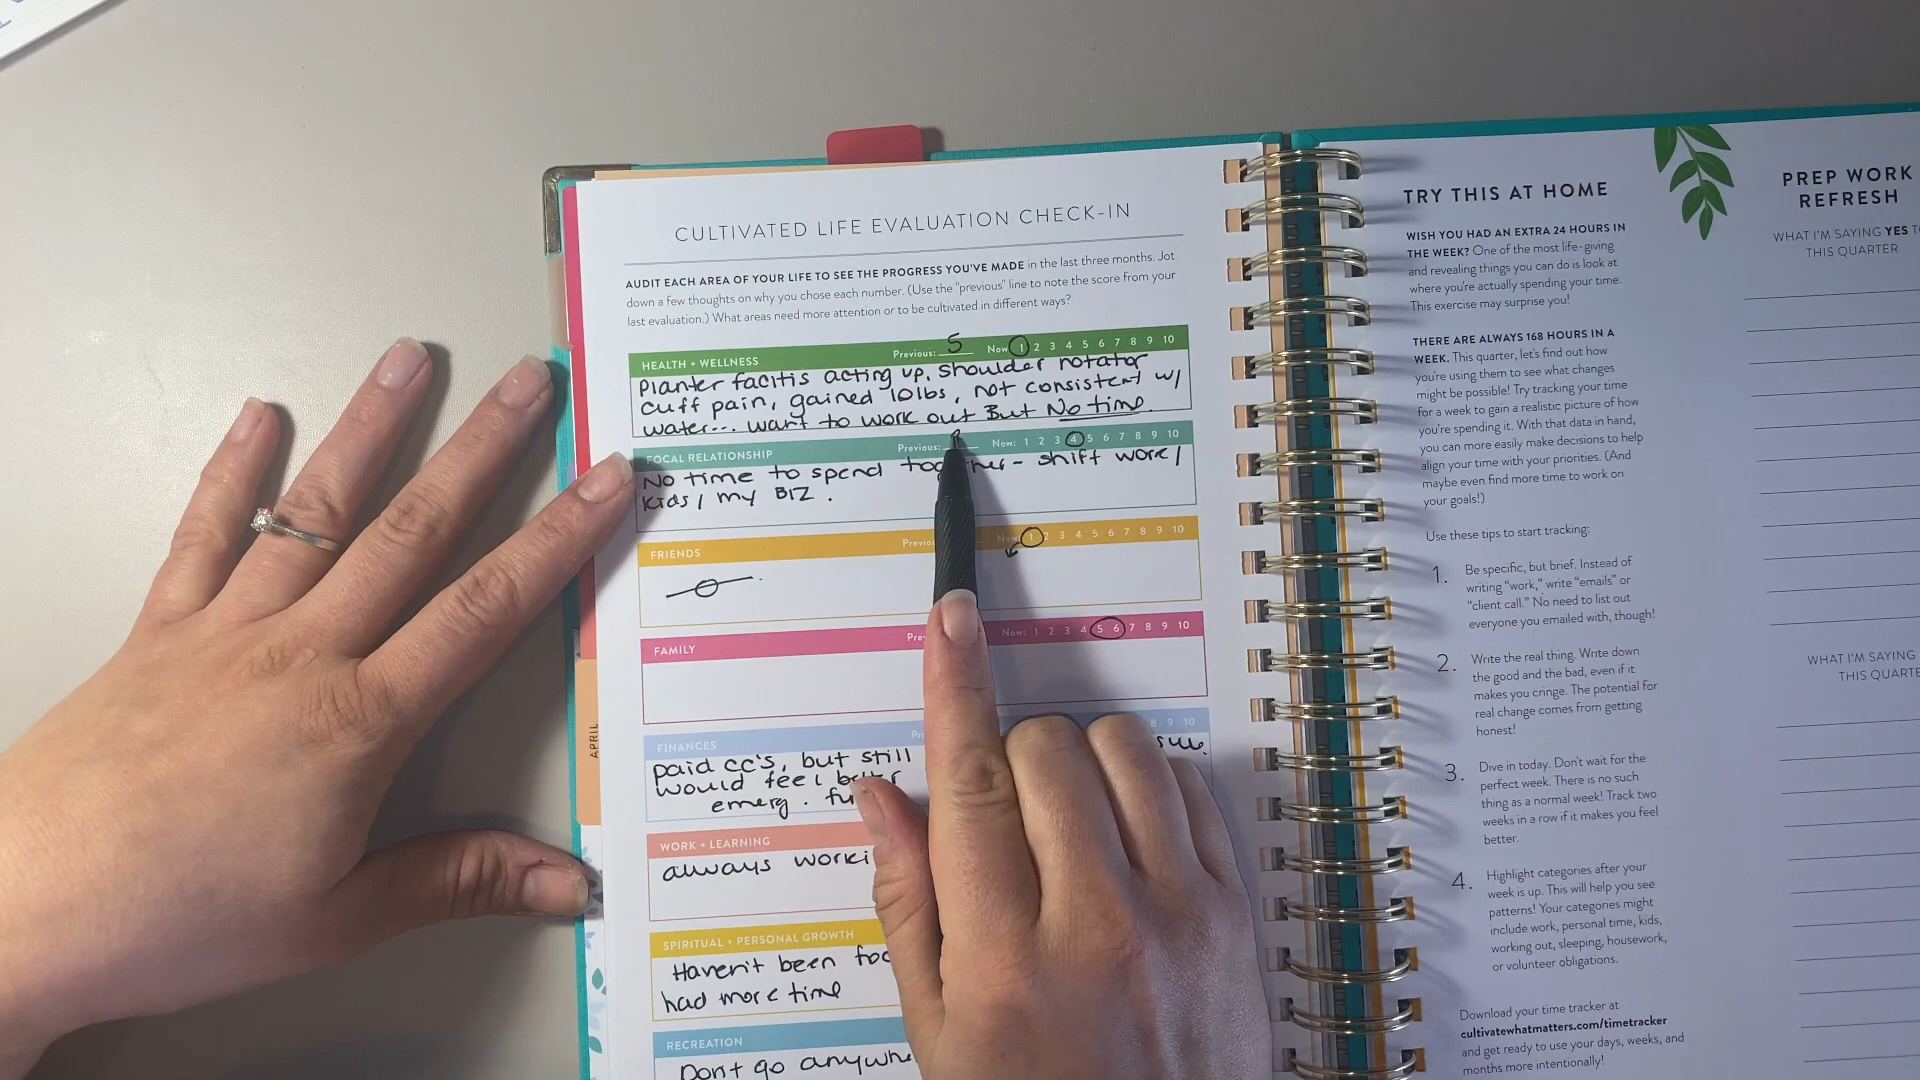 CULTIVATED LIFE EVALUATION CHECK-IN
AUDIT EACH AREA OF YOUR LIFE TO SEE THE PROGRESS YOU'VE MADE in the last three months. Jot
down a few thoughts on why you chose each number. (Use the "previous" line to note the score from your
last evaluation.) What areas need more attention or to be cultivated in different ways?
HEALTH + WELLNESS Previous: 5 Now 1 2 3 4 5 6 7 8 9 10
Planter facitis acting up, shoulder rotator
cuff pain, gained 10lbs, not consistent w/
water... want to work out But No time.
FOCAL RELATIONSHIP Previous: Now: 1 2 3 4 5 6 7 8 9 10
No time to spend - shift work/
Kids/ my BIZ.
FRIENDS Now: 1 2 3 4 5 6 7 8 9 10
FAMILY Now: 1 2 3 4 5 6 7 8 9 10
FINANCES 8 9 10
paid cc's, but still
would feel better
emerg.
WORK + LEARNING
always
SPIRITUAL + PERSONAL GROWTH
Haven't been
had more time
RECREATION
Don't go
APRIL
TRY THIS AT HOME
WISH YOU HAD AN EXTRA 24 HOURS IN
THE WEEK? One of the most life-giving
and revealing things you can do is look at
where you're actually spending your time.
This exercise may surprise you!
THERE ARE ALWAYS 168 HOURS IN A
WEEK. This quarter, let's find out how
you're using them to see what changes
might be possible! Try tracking your time
for a week to gain a realistic picture of how
you're spending it. With that data in hand,
you can more easily make decisions to help
align your time with your priorities. (And
maybe even find more time to work on
your goals!)
Use these tips to start tracking:
1. Be specific, but brief. Instead of
writing "work," write "emails" or
"client call." No need to list out
everyone you emailed with, though!
2. Write the real thing. Write down
the good and the bad, even if it
makes you cringe. The potential for
real change comes from getting
honest!
3. Dive in today. Don't wait for the
perfect week. There is no such
thing as a normal week! Track two
weeks in a row if it makes you feel
better.
4. Highlight categories after your
week is up. This will help you see
patterns! Your categories might
include work, personal time, kids,
working out, sleeping, housework,
or volunteer obligations.
Download your time tracker at
cultivatewhatmatters.com/timetracker
and get ready to use your days, weeks, and
months more intentionally!
PREP WORK
REFRESH
WHAT I'M SAYING YES
THIS QUARTER
WHAT I'M SAYING
THIS